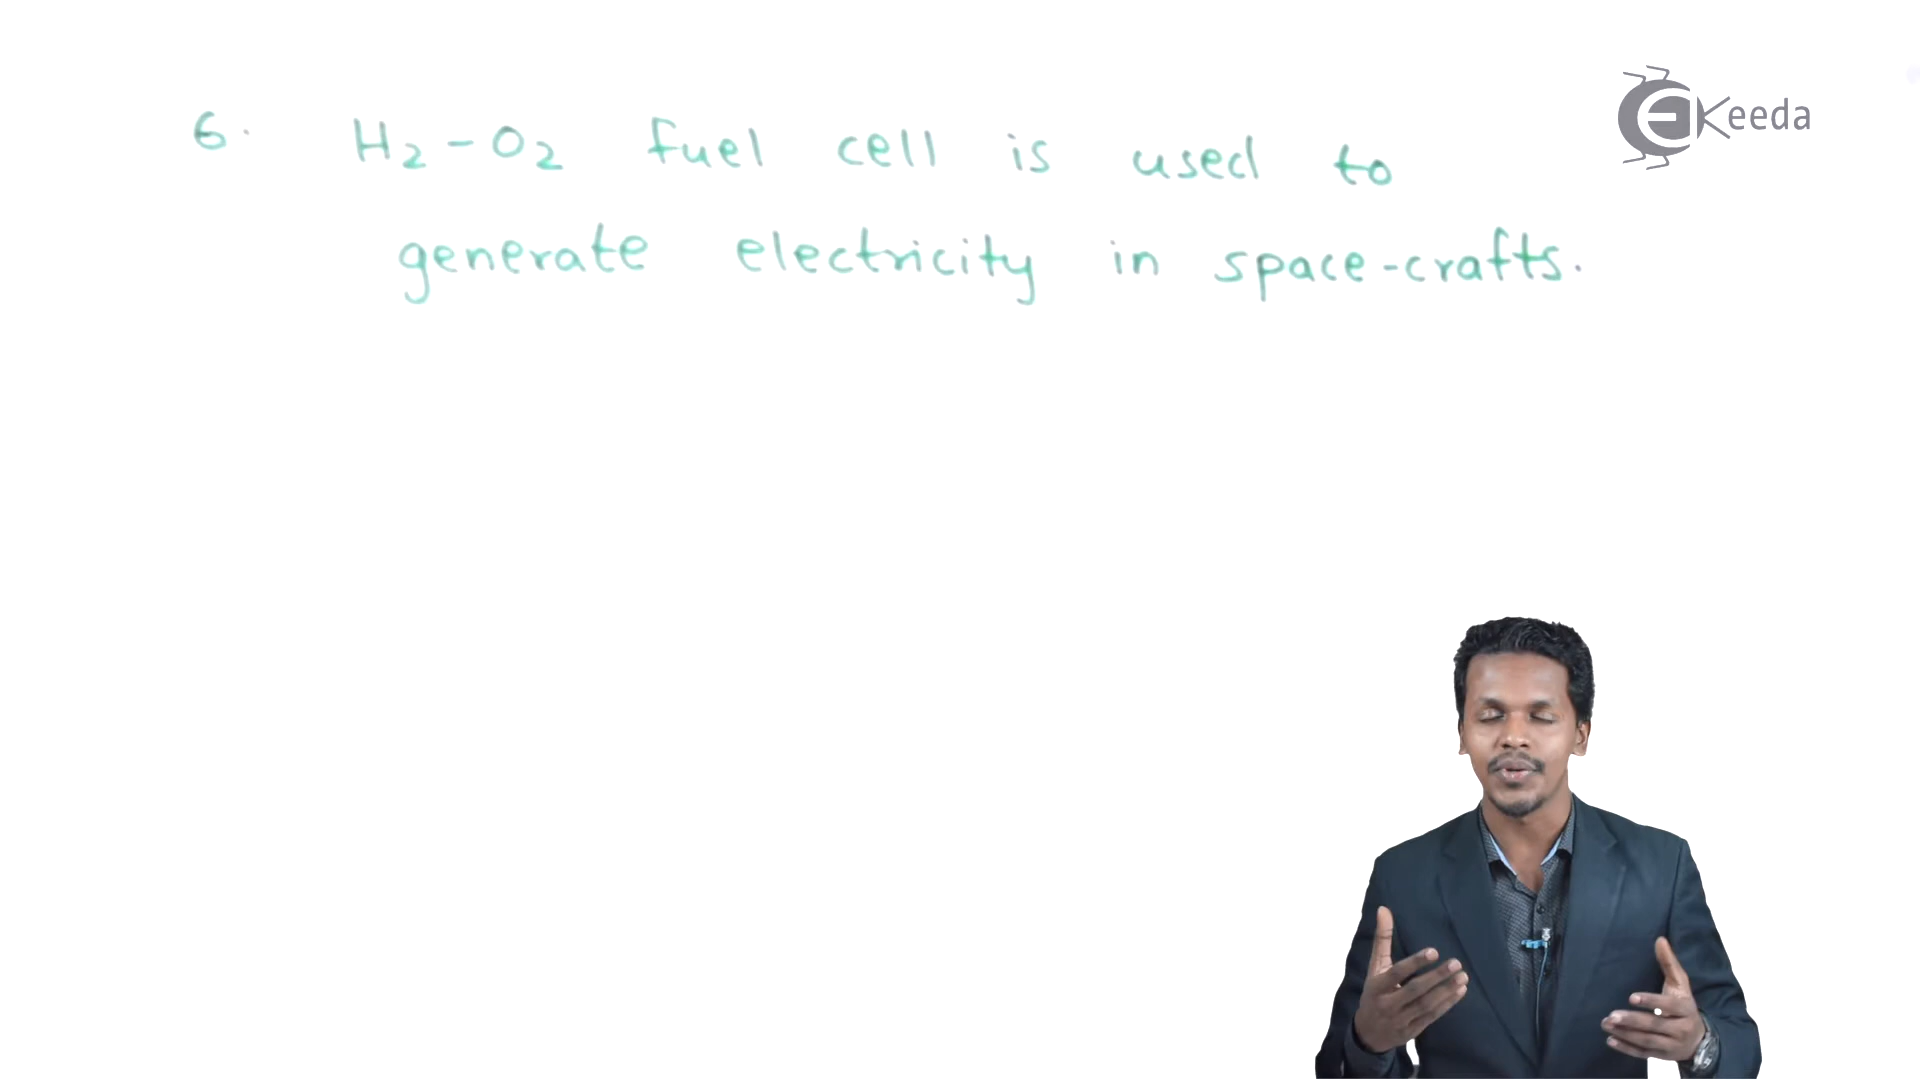 6. H₂-O₂ fuel cell is used to
generate electricity in space-crafts.
EKeeda